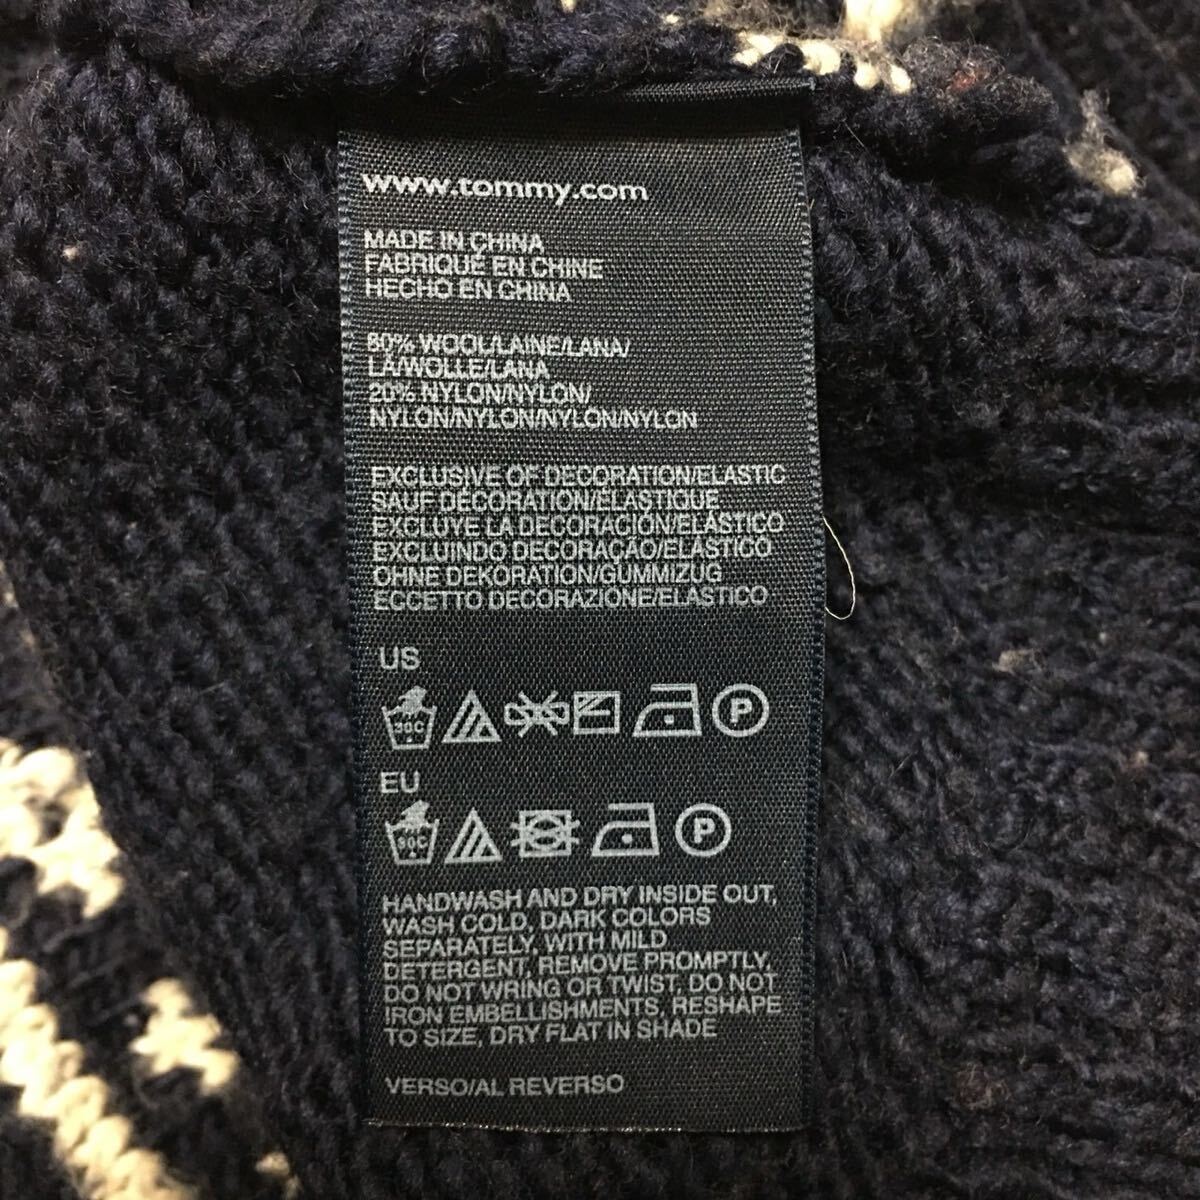 www.tommy.com
MADE IN CHINA
FABRIQUÉ EN CHINE
HECHO EN CHINA
80% WOOL/LAINE/LANA/
LÃ/WOLLE/LANA
20% NYLON/NYLON/
NYLON/NYLON/NYLON/NYLON
EXCLUSIVE OF DECORATION/ELASTIC
SAUF DÉCORATION/ÉLASTIQUE
EXCLUYE LA DECORACIÓN/ELÁSTICO
EXCLUINDO DECORAÇÃO/ELÁSTICO
OHNE DEKORATION/GUMMIZUG
ECCETTO DECORAZIONE/ELASTICO
US
30C P
EU
30C P
HANDWASH AND DRY INSIDE OUT,
WASH COLD, DARK COLORS
SEPARATELY, WITH MILD
DETERGENT, REMOVE PROMPTLY,
DO NOT WRING OR TWIST, DO NOT
IRON EMBELLISHMENTS, RESHAPE
TO SIZE, DRY FLAT IN SHADE
VERSO/AL REVERSO